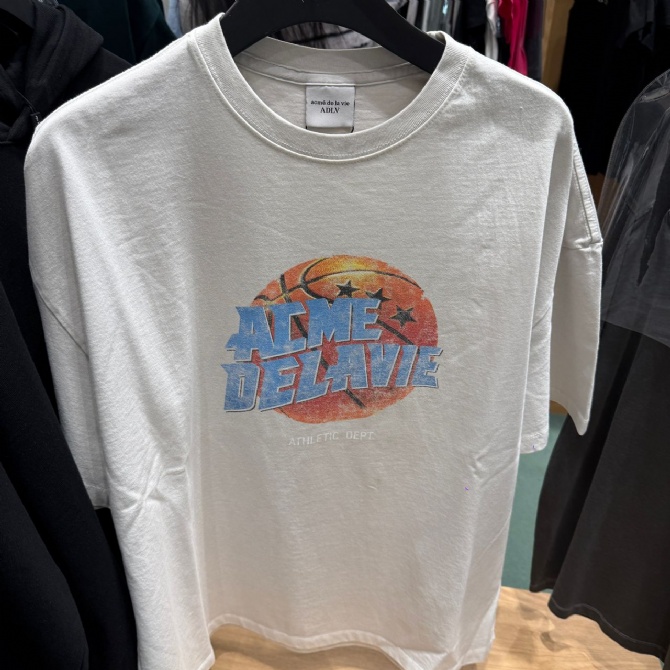 acmé de la vie
ADLV
ACME
DELAVIE
ATHLETIC DEPT.